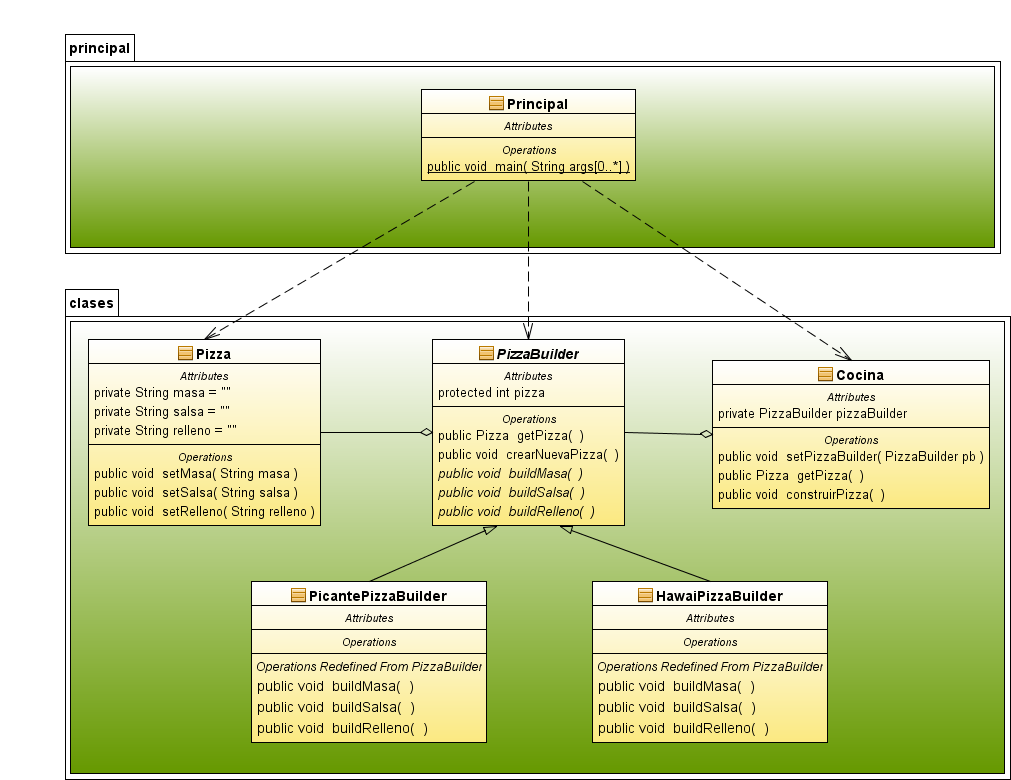 principal
Principal
Attributes
Operations
public void main( String args[0..*] )
clases
Pizza
Attributes
private String masa = ""
private String salsa = ""
private String relleno = ""
Operations
public void setMasa( String masa )
public void setSalsa( String salsa )
public void setRelleno( String relleno )
PizzaBuilder
Attributes
protected int pizza
Operations
public Pizza getPizza( )
public void crearNuevaPizza( )
public void buildMasa( )
public void buildSalsa( )
public void buildRelleno( )
Cocina
Attributes
private PizzaBuilder pizzaBuilder
Operations
public void setPizzaBuilder( PizzaBuilder pb )
public Pizza getPizza( )
public void construirPizza( )
PicantePizzaBuilder
Attributes
Operations
Operations Redefined From PizzaBuilder
public void buildMasa( )
public void buildSalsa( )
public void buildRelleno( )
HawaiPizzaBuilder
Attributes
Operations
Operations Redefined From PizzaBuilder
public void buildMasa( )
public void buildSalsa( )
public void buildRelleno( )